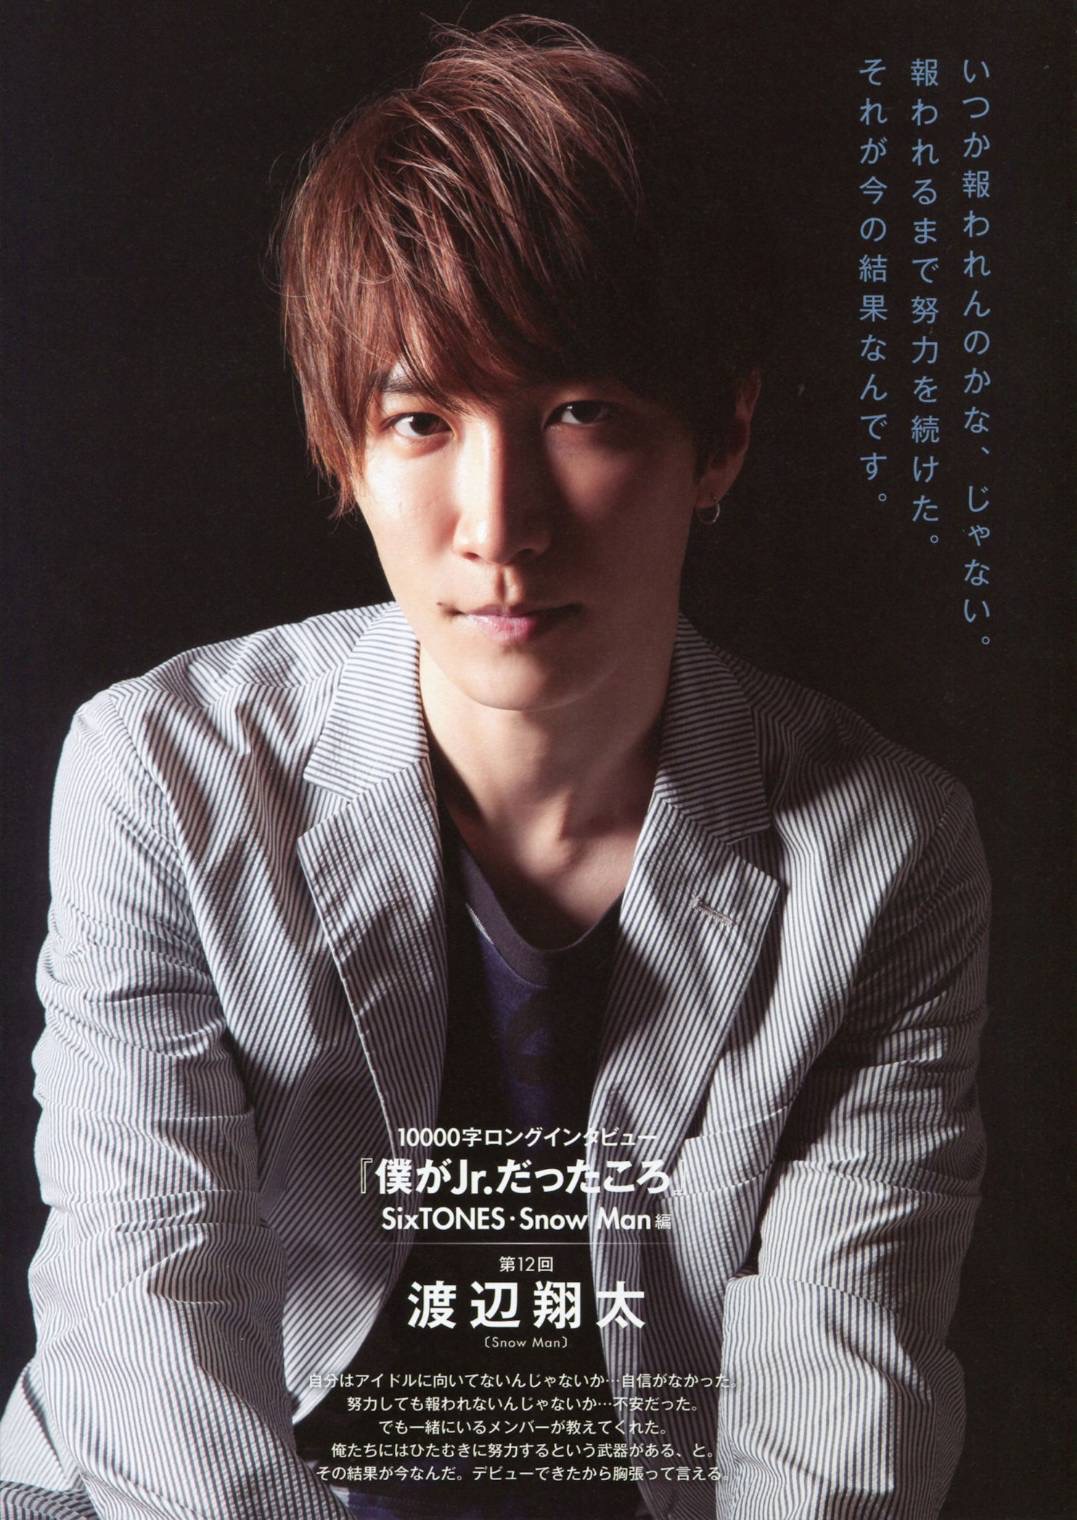 いつか報われんのかな、じゃない。
報われるまで努力を続けた。
それが今の結果なんです。
10000字ロングインタビュー
『僕がJr.だったころ』
SixTONES・Snow Man編
第12回
渡辺翔太
〔Snow Man〕
自分はアイドルに向いてないんじゃないか…自信がなかった。
努力しても報われないんじゃないか…不安だった。
でも一緒にいるメンバーが教えてくれた。
俺たちにはひたむきに努力するという武器がある、と。
その結果が今なんだ。デビューできたから胸張って言える。